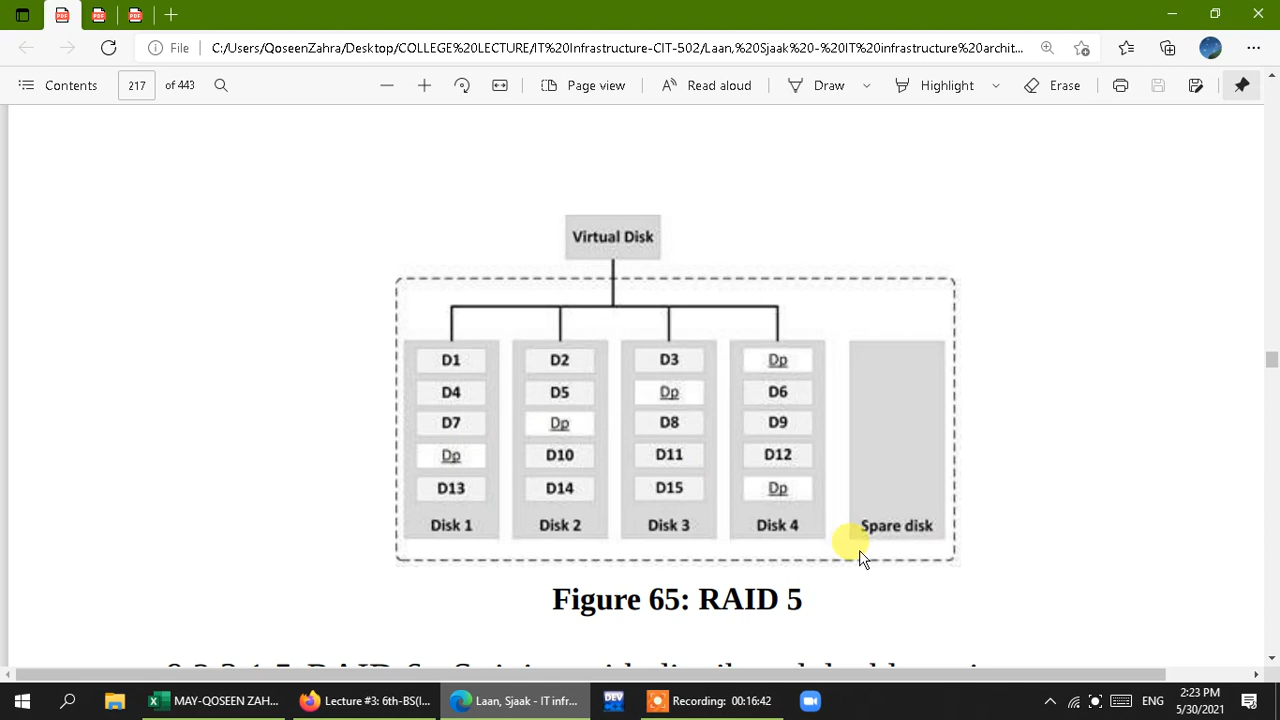 File C:/Users/QoseenZahra/Desktop/COLLEGE%20LECTURE/IT%20Infrastructure-CIT-502/Laan,%20Sjaak%20-%20IT%20infrastructure%20archit...
Contents 217 of 443 Page view Read aloud Draw Highlight Erase
Virtual Disk
D1 D2 D3 Dp
D4 D5 Dp D6
D7 Dp D8 D9
Dp D10 D11 D12
D13 D14 D15 Dp
Disk 1 Disk 2 Disk 3 Disk 4 Spare disk
Figure 65: RAID 5
MAY-QOSEEN ZAH... Lecture #3: 6th-BS(I... Laan, Sjaak - IT infr... DEV Recording: 00:16:42 ENG 2:23 PM
5/30/2021